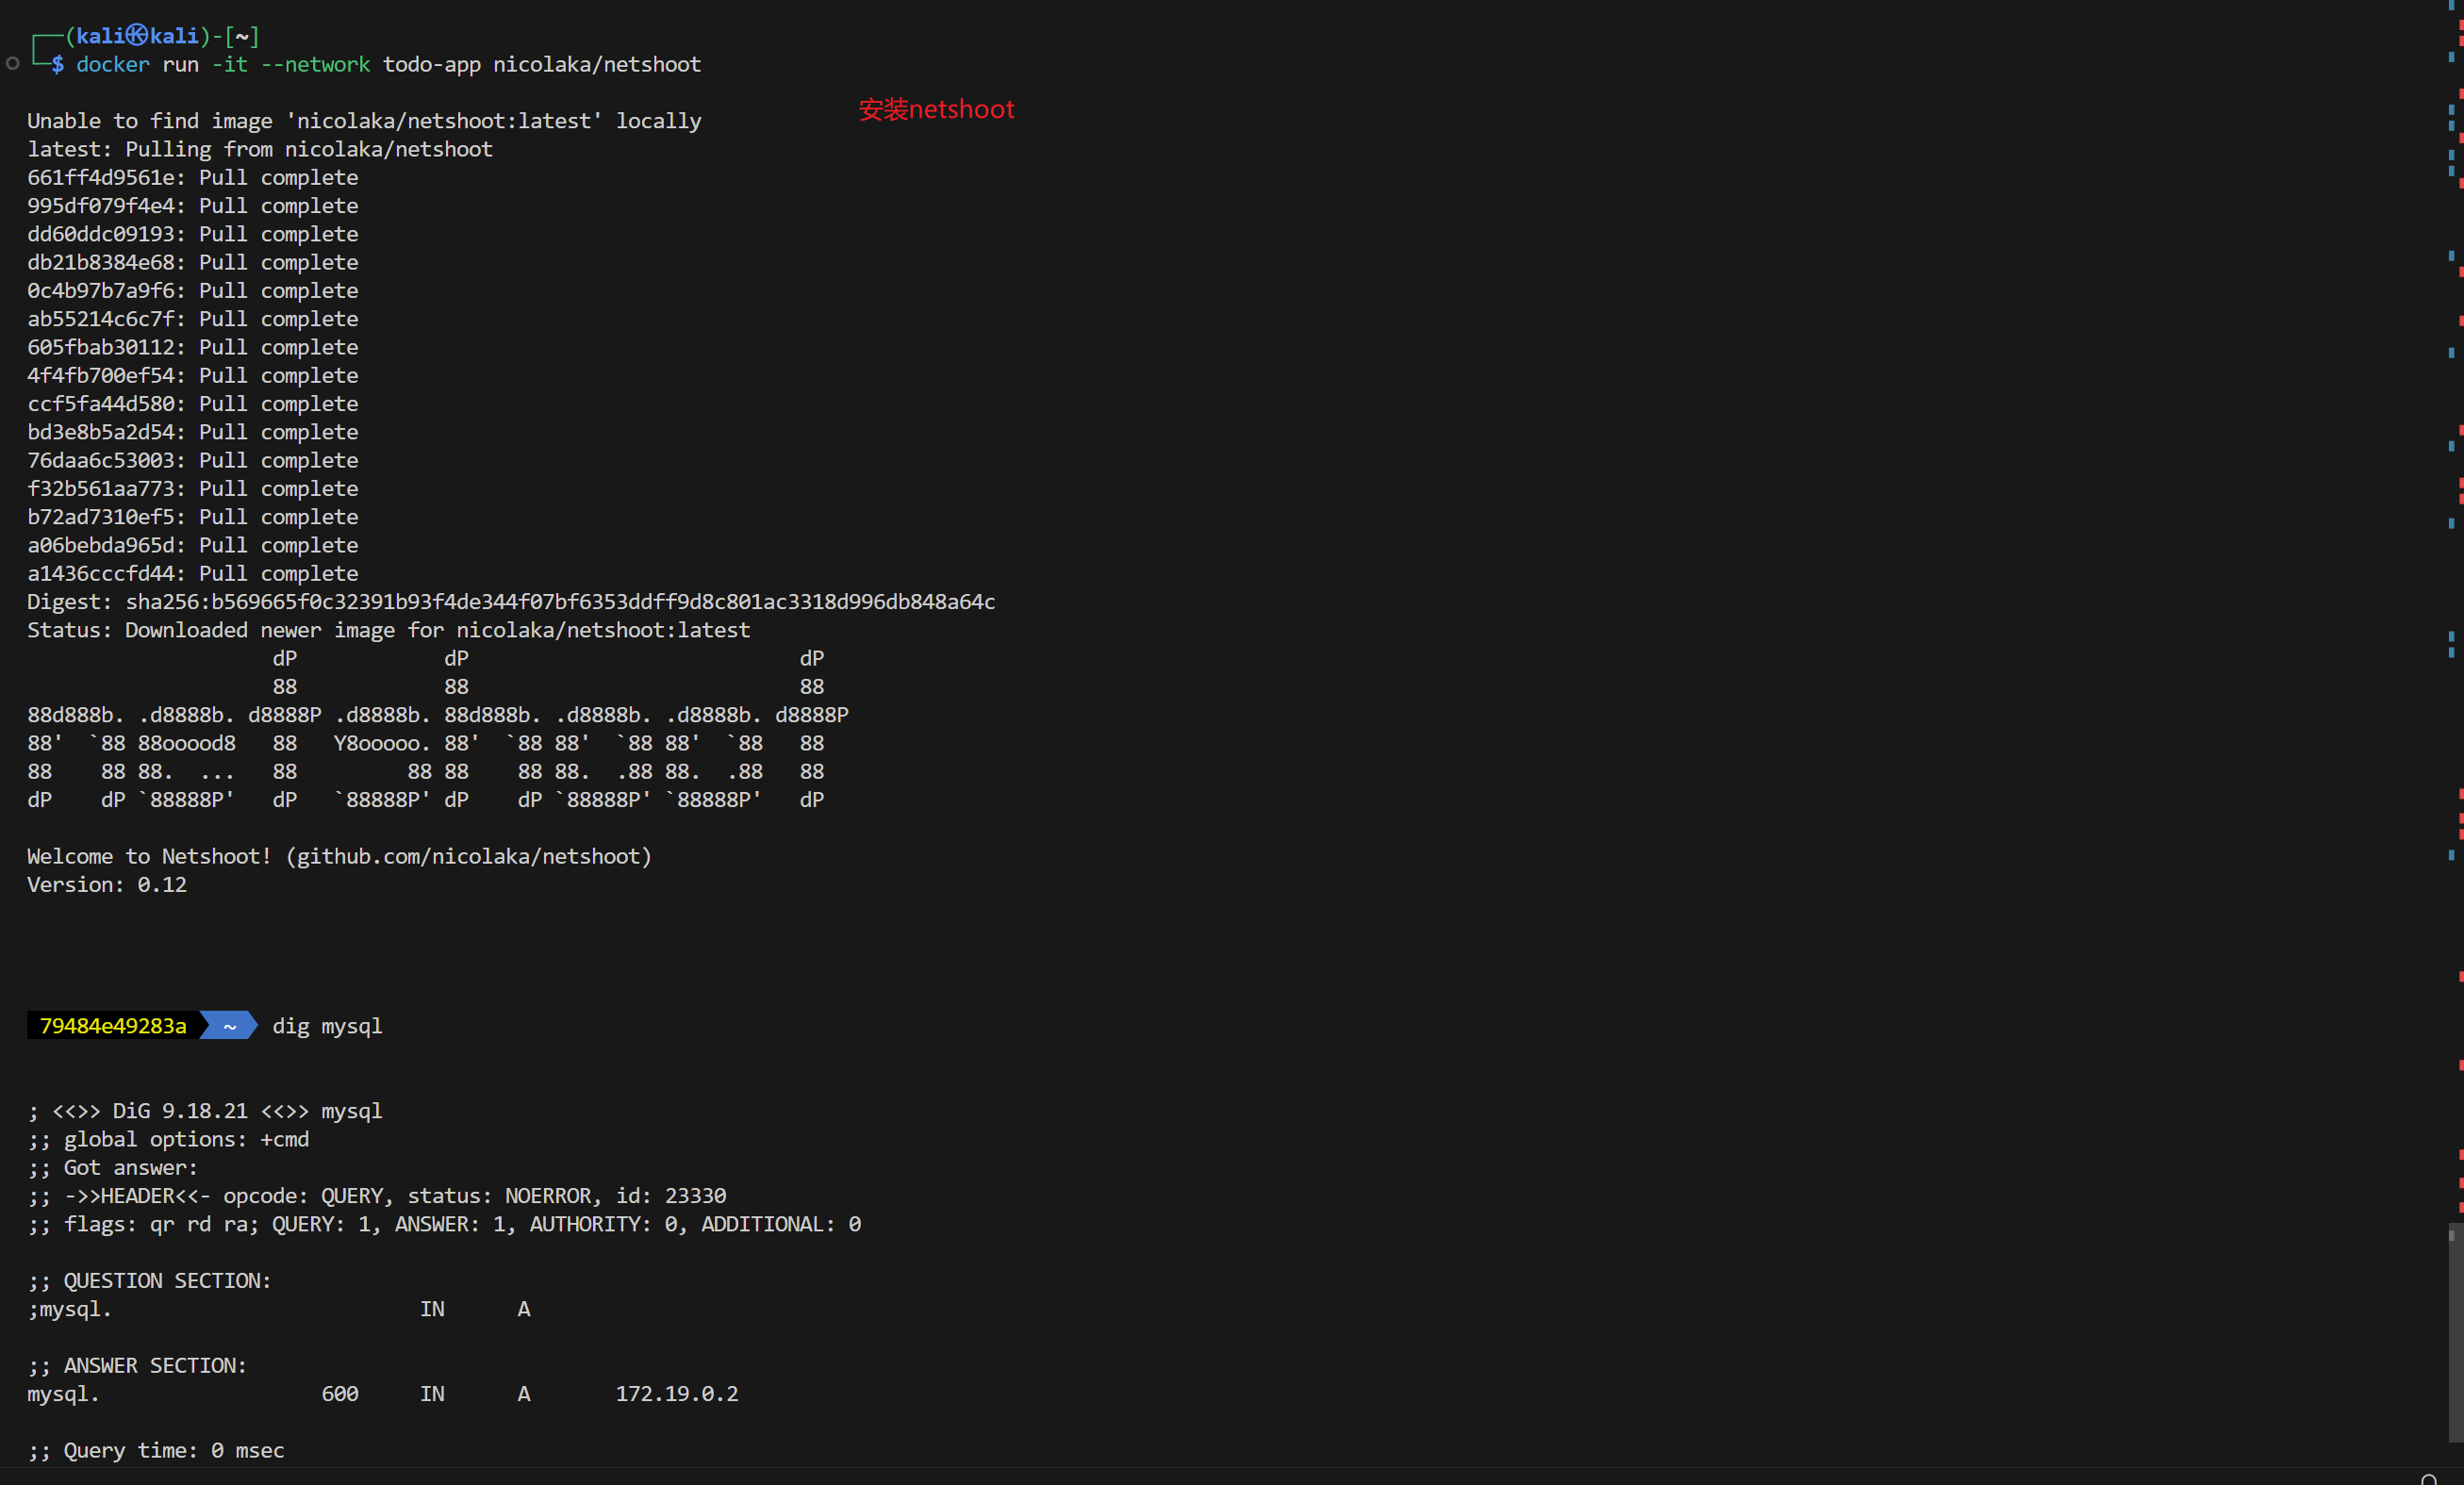 (kali㉿kali)-[~]
$ docker run -it --network todo-app nicolaka/netshoot
安装netshoot
Unable to find image 'nicolaka/netshoot:latest' locally
latest: Pulling from nicolaka/netshoot
661ff4d9561e: Pull complete
995df079f4e4: Pull complete
dd60ddc09193: Pull complete
db21b8384e68: Pull complete
0c4b97b7a9f6: Pull complete
ab55214c6c7f: Pull complete
605fbab30112: Pull complete
4f4fb700ef54: Pull complete
ccf5fa44d580: Pull complete
bd3e8b5a2d54: Pull complete
76daa6c53003: Pull complete
f32b561aa773: Pull complete
b72ad7310ef5: Pull complete
a06bebda965d: Pull complete
a1436cccfd44: Pull complete
Digest: sha256:b569665f0c32391b93f4de344f07bf6353ddff9d8c801ac3318d996db848a64c
Status: Downloaded newer image for nicolaka/netshoot:latest
                    dP            dP                           dP
                    88            88                           88
88d888b. .d8888b. d8888P .d8888b. 88d888b. .d8888b. .d8888b. d8888P
88'  `88 88ooood8   88   Y8ooooo. 88'  `88 88'  `88 88'  `88   88
88    88 88.  ...   88         88 88    88 88.  .88 88.  .88   88
dP    dP `88888P'   dP   `88888P' dP    dP `88888P' `88888P'   dP
Welcome to Netshoot! (github.com/nicolaka/netshoot)
Version: 0.12
79484e49283a ~ dig mysql
; <<>> DiG 9.18.21 <<>> mysql
;; global options: +cmd
;; Got answer:
;; ->>HEADER<<- opcode: QUERY, status: NOERROR, id: 23330
;; flags: qr rd ra; QUERY: 1, ANSWER: 1, AUTHORITY: 0, ADDITIONAL: 0
;; QUESTION SECTION:
;mysql. IN A
;; ANSWER SECTION:
mysql. 600 IN A 172.19.0.2
;; Query time: 0 msec